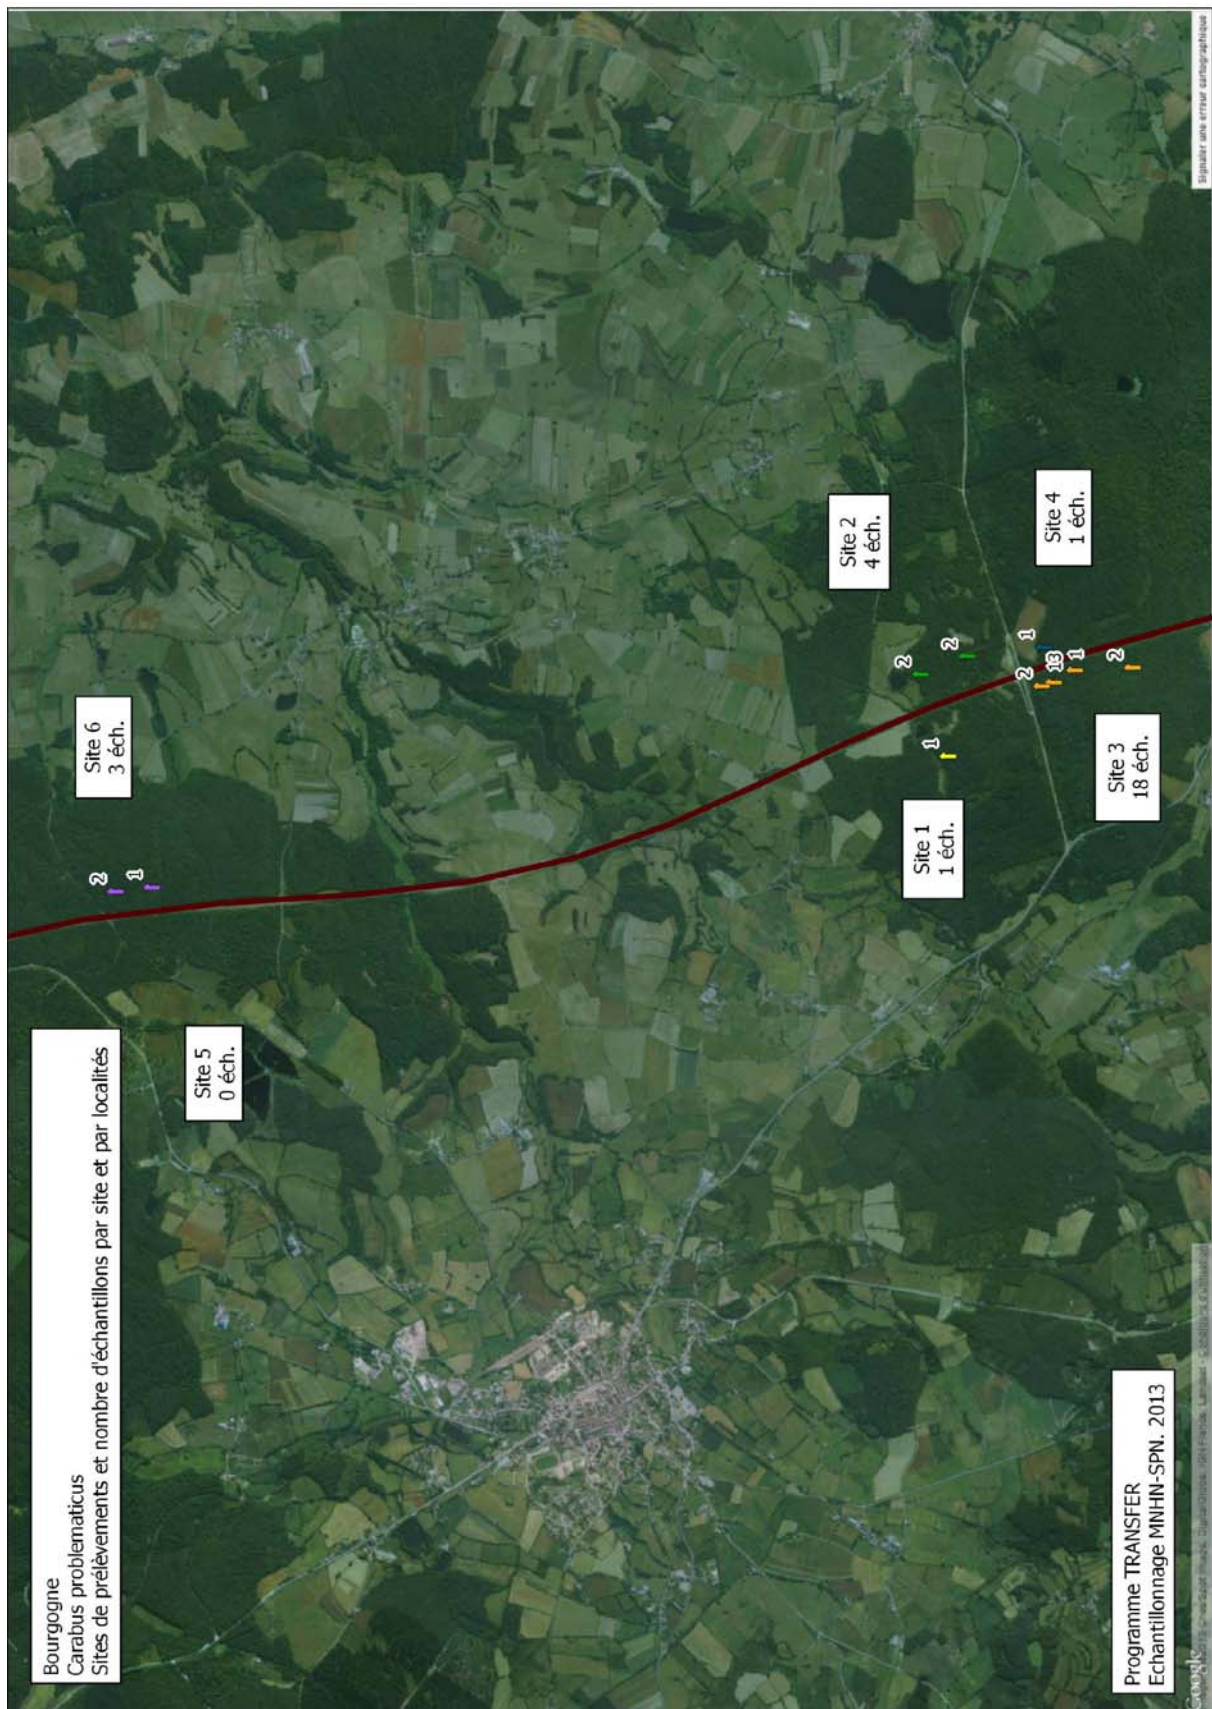 Bourgogne
Carabus problematicus
Sites de prélèvements et nombre d'échantillons par site et par localités
Site 5
0 éch.
Site 6
3 éch.
2
1
Site 1
1 éch.
1
Site 2
4 éch.
2
2
Site 3
18 éch.
2
13
1
2
Site 4
1 éch.
1
Programme TRANSFER
Echantillonnage MNHN-SPN. 2013
Google
Signaler une erreur cartographique